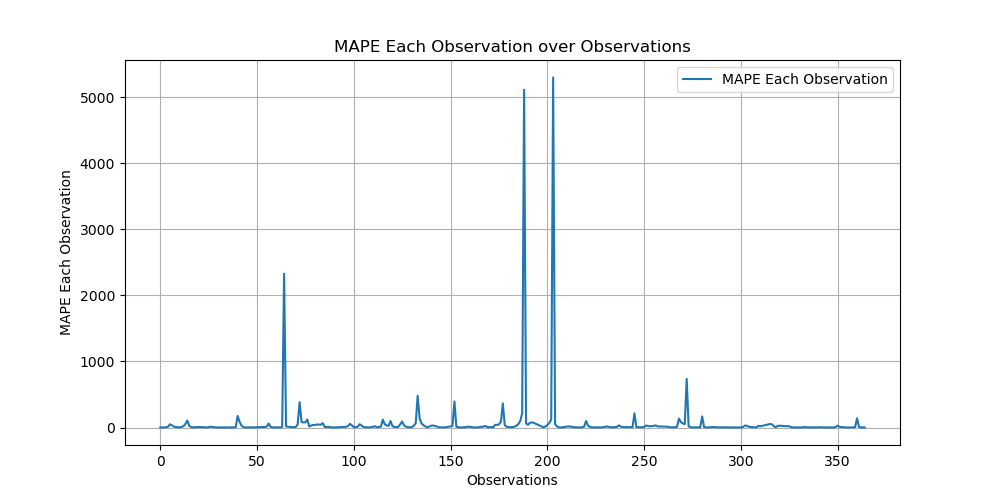 MAPE Each Observation over Observations
MAPE Each Observation
5000
4000
3000
2000
1000
0
MAPE Each Observation
0 50 100 150 200 250 300 350
Observations